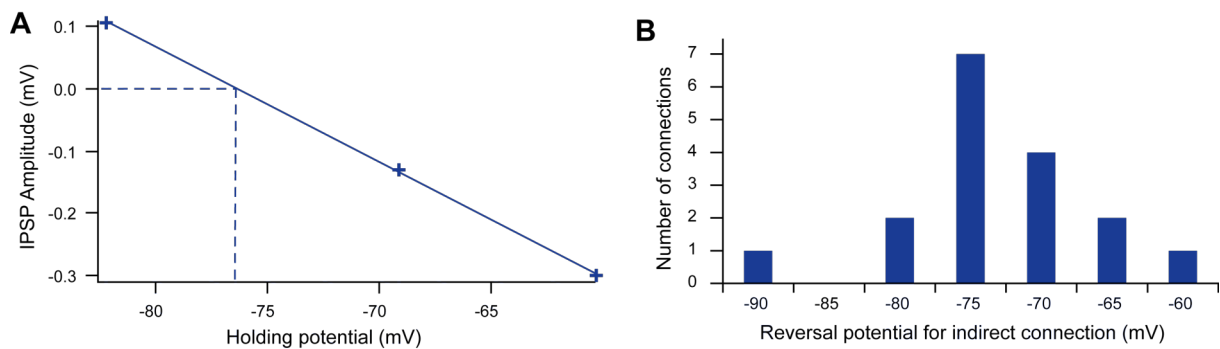 A
IPSP Amplitude (mV)
0.1
0.0
-0.1
-0.2
-0.3
-80 -75 -70 -65
Holding potential (mV)
B
Number of connections
7
6
5
4
3
2
1
0
-90 -85 -80 -75 -70 -65 -60
Reversal potential for indirect connection (mV)